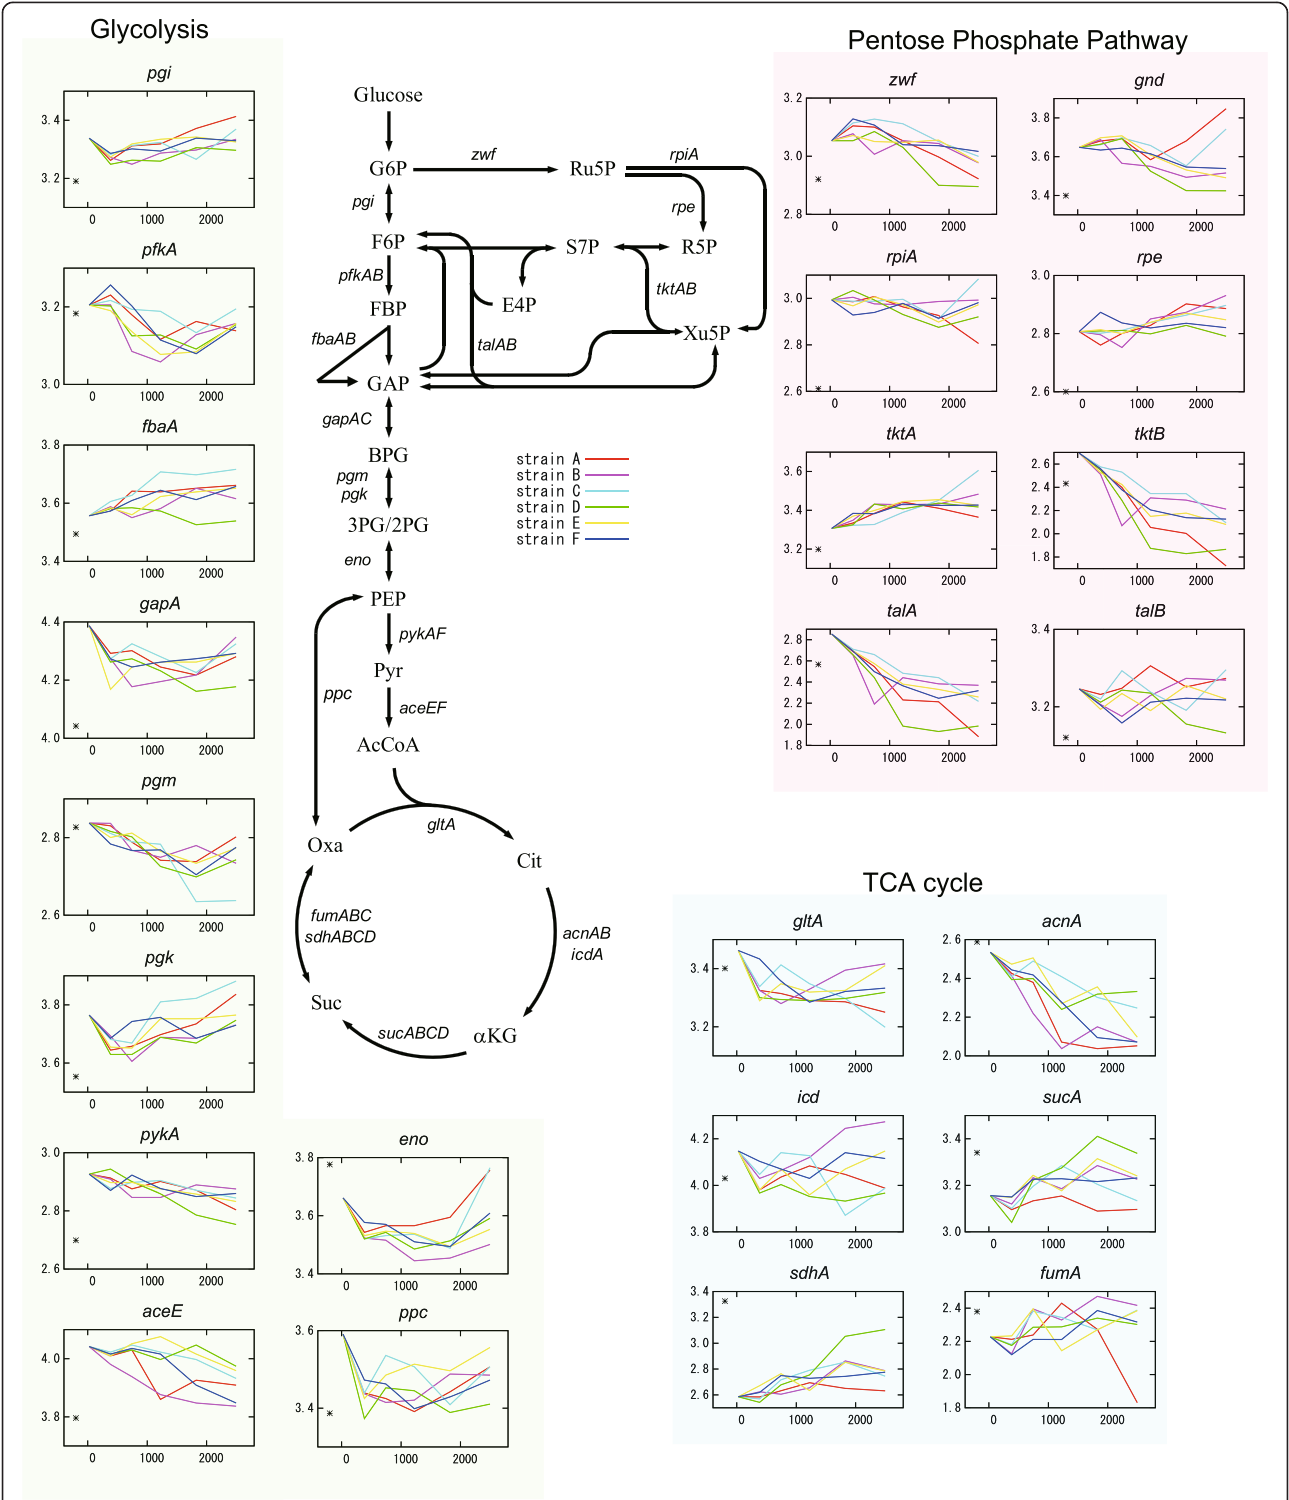 Glycolysis
pgi
3.4
3.2
*
0 1000 2000
pfkA
3.2
3.0
*
0 1000 2000
fbaA
3.8
3.6
3.4
*
0 1000 2000
gapA
4.4
4.2
4.0
*
0 1000 2000
pgm
2.8
2.6
*
0 1000 2000
pgk
3.8
3.6
*
0 1000 2000
pykA
3.0
2.8
2.6
*
0 1000 2000
aceE
4.0
3.8
*
0 1000 2000
eno
3.8
3.6
3.4
*
0 1000 2000
ppc
3.6
3.4
*
0 1000 2000
Glucose
G6P
zwf
Ru5P
rpiA
rpe
pgi
F6P
S7P
R5P
pfkAB
E4P
tktAB
FBP
fbaAB
talAB
Xu5P
GAP
gapAC
BPG
pgm
pgk
3PG/2PG
eno
PEP
pykAF
Pyr
ppc
aceEF
AcCoA
gltA
Oxa
Cit
fumABC
sdhABCD
acnAB
icdA
Suc
sucABCD
αKG
strain A
strain B
strain C
strain D
strain E
strain F
Pentose Phosphate Pathway
zwf
3.2
3.0
2.8
*
0 1000 2000
gnd
3.8
3.6
3.4
*
0 1000 2000
rpiA
3.0
2.8
2.6
*
0 1000 2000
rpe
3.0
2.8
2.6
*
0 1000 2000
tktA
3.6
3.4
3.2
*
0 1000 2000
tktB
2.6
2.4
2.2
2.0
1.8
*
0 1000 2000
talA
2.8
2.6
2.4
2.2
2.0
1.8
*
0 1000 2000
talB
3.4
3.2
*
0 1000 2000
TCA cycle
gltA
3.4
3.2
*
0 1000 2000
acnA
2.6
2.4
2.2
2.0
*
0 1000 2000
icd
4.2
4.0
3.8
*
0 1000 2000
sucA
3.4
3.2
3.0
*
0 1000 2000
sdhA
3.4
3.2
3.0
2.8
2.6
*
0 1000 2000
fumA
2.4
2.2
2.0
1.8
*
0 1000 2000